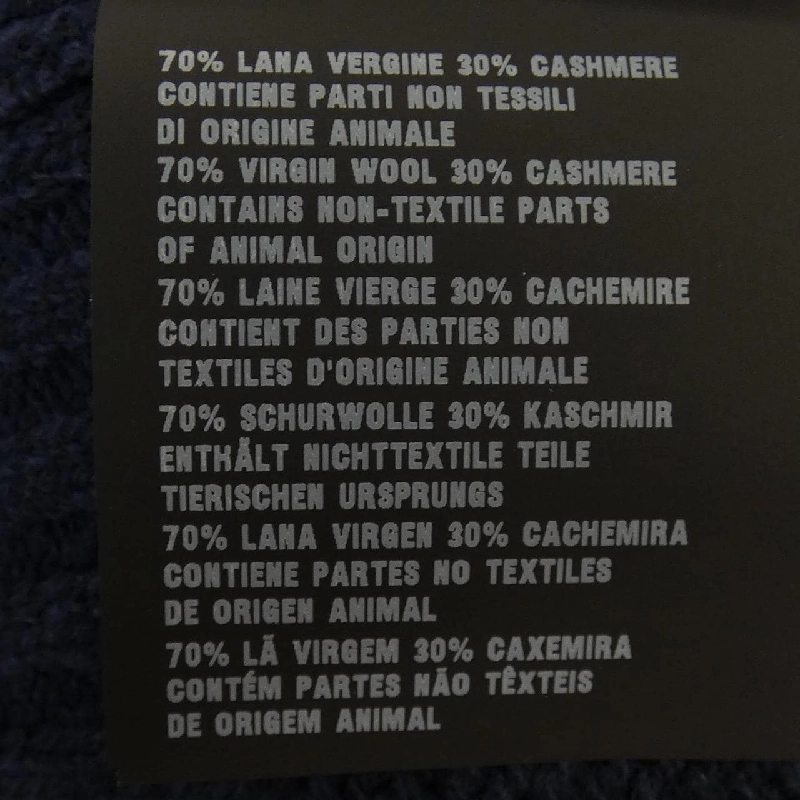 70% LANA VERGINE 30% CASHMERE
CONTIENE PARTI NON TESSILI
DI ORIGINE ANIMALE
70% VIRGIN WOOL 30% CASHMERE
CONTAINS NON-TEXTILE PARTS
OF ANIMAL ORIGIN
70% LAINE VIERGE 30% CACHEMIRE
CONTIENT DES PARTIES NON
TEXTILES D'ORIGINE ANIMALE
70% SCHURWOLLE 30% KASCHMIR
ENTHÄLT NICHTTEXTILE TEILE
TIERISCHEN URSPRUNGS
70% LANA VIRGEN 30% CACHEMIRA
CONTIENE PARTES NO TEXTILES
DE ORIGEN ANIMAL
70% LÃ VIRGEM 30% CAXEMIRA
CONTÉM PARTES NÃO TÊXTEIS
DE ORIGEM ANIMAL